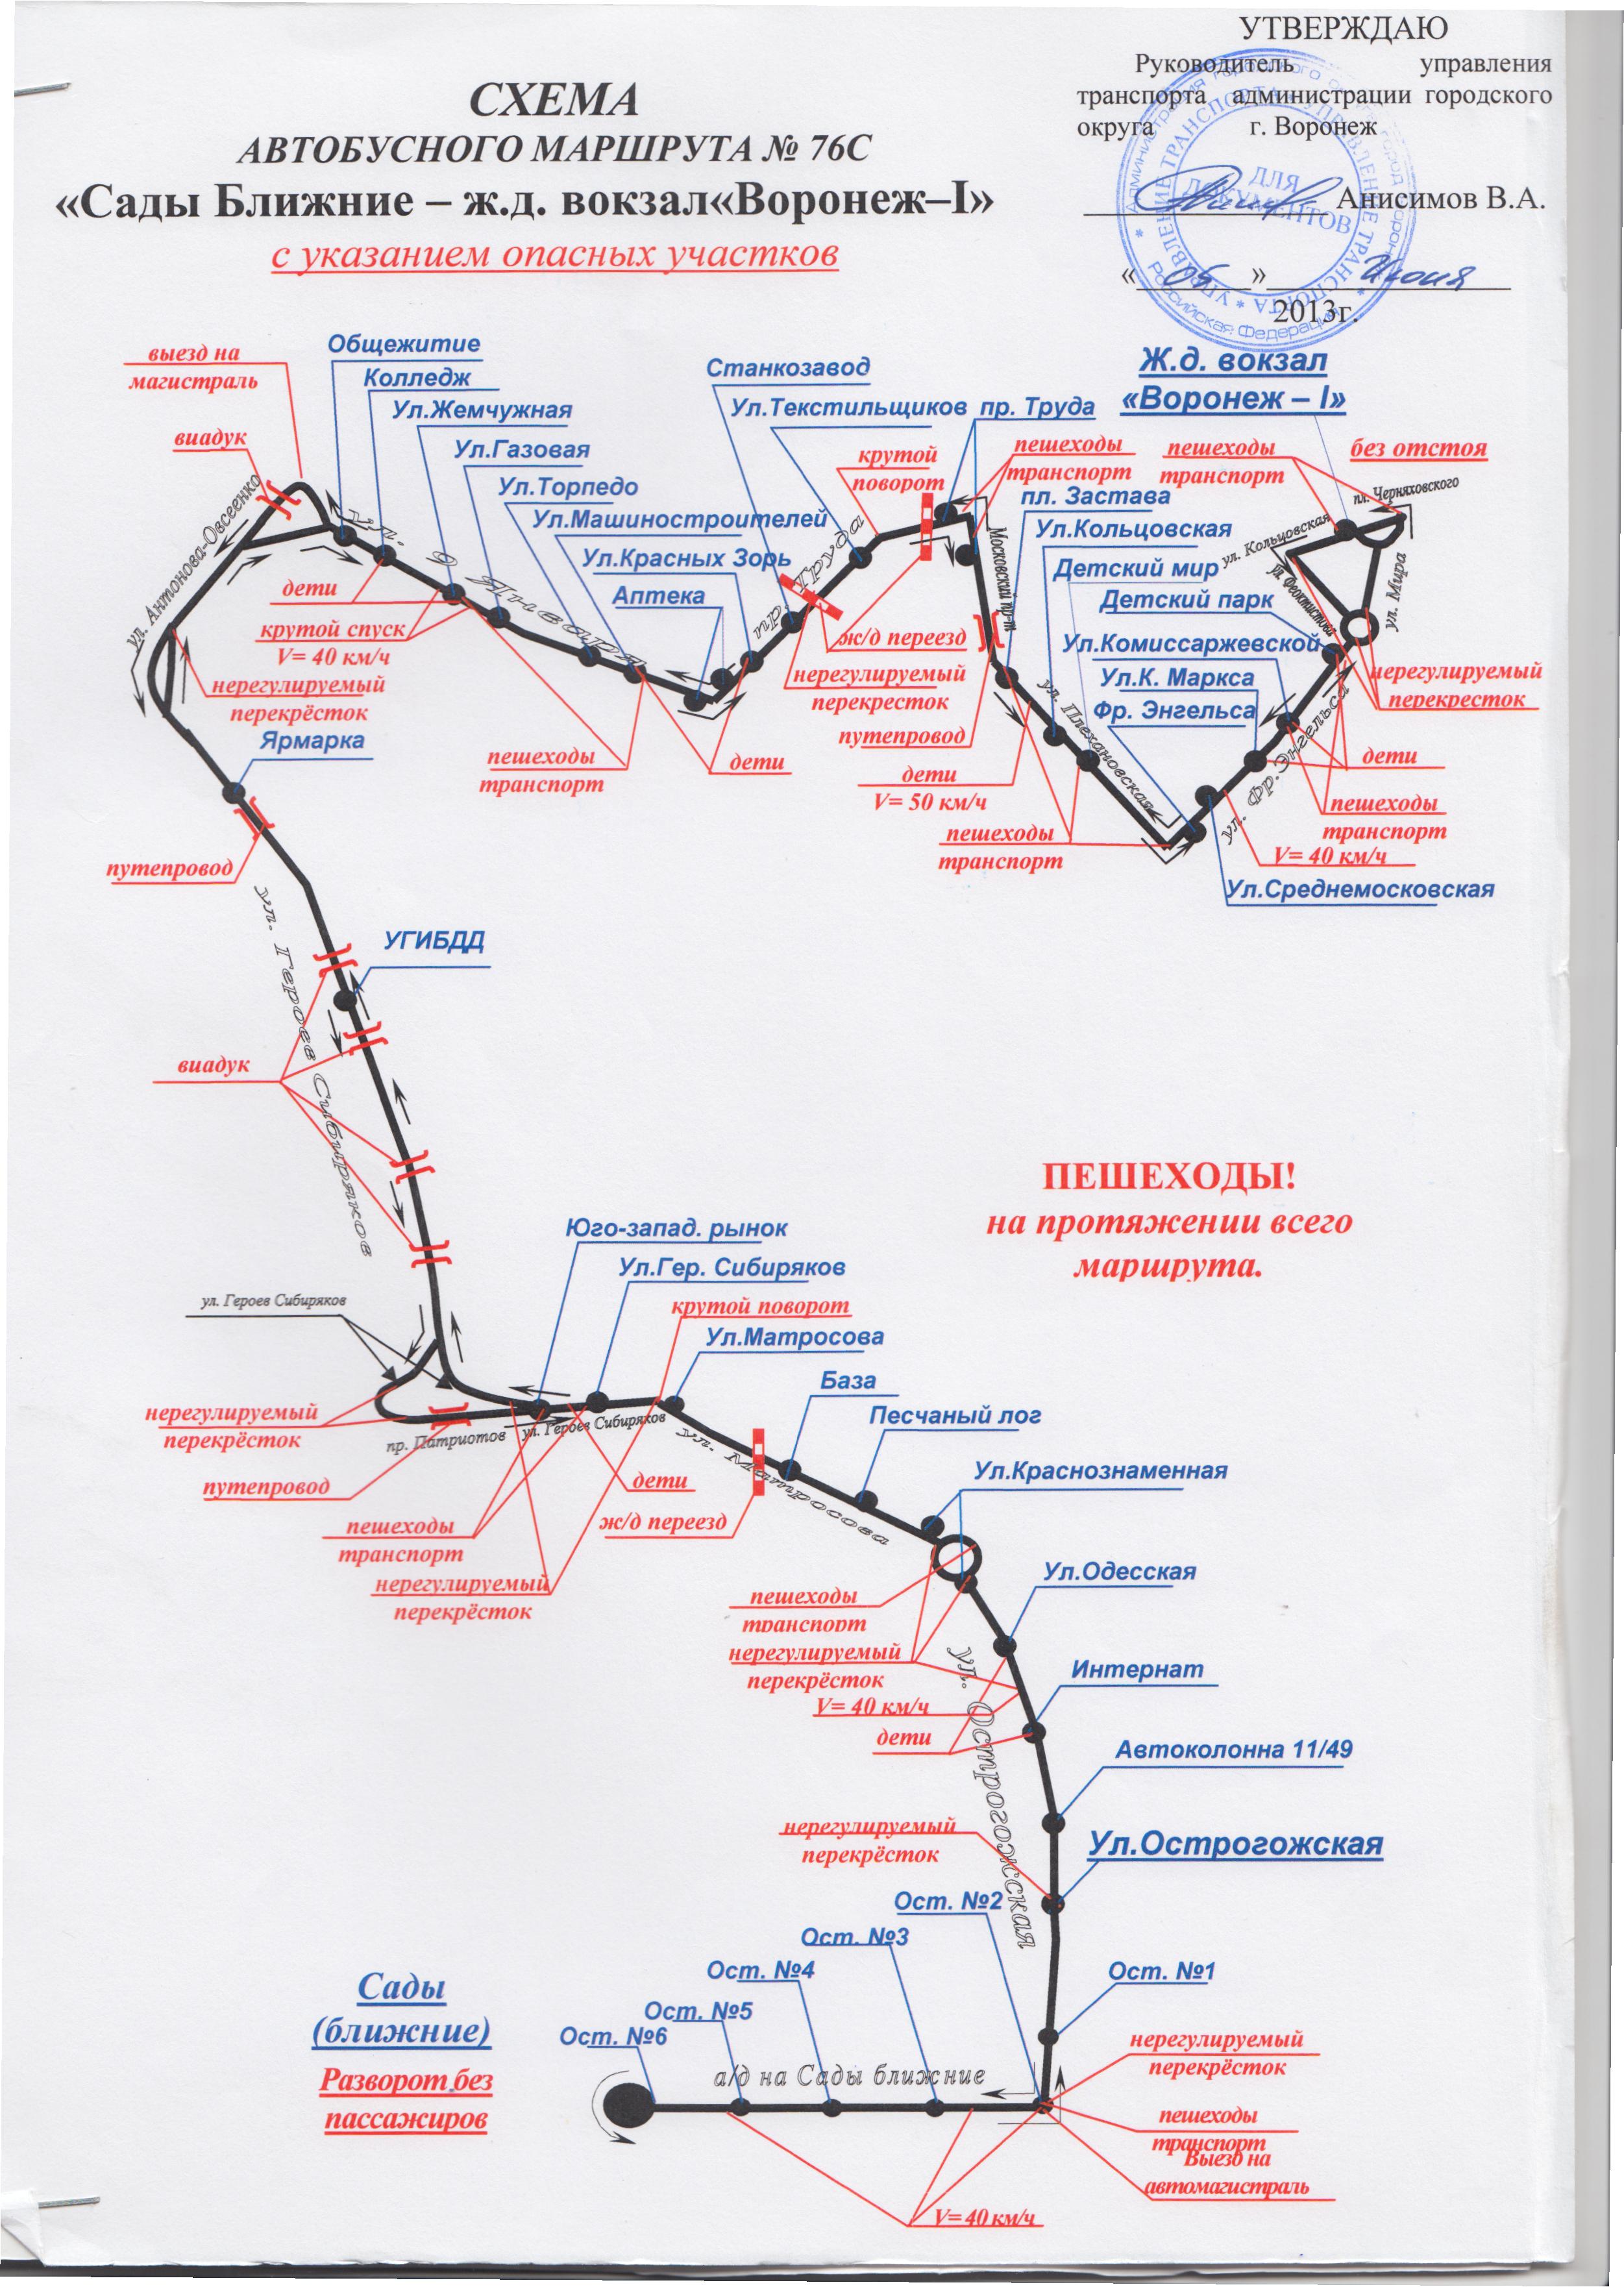 УТВЕРЖДАЮ
Руководитель управления
транспорта администрации городского
округа г. Воронеж
ДЛЯ
ДОКУМЕНТОВ
УПРАВЛЕНИЕ ТРАНСПОРТА
Российская Федерация
Анисимов В.А.
« 05 » Июня
2013г.
СХЕМА
АВТОБУСНОГО МАРШРУТА № 76С
«Сады Ближние – ж.д. вокзал«Воронеж–I»
с указанием опасных участков
выезд на
магистраль
виадук
Общежитие
Колледж
Ул.Жемчужная
Ул.Газовая
Ул.Торпедо
Ул.Машиностроителей
Ул.Красных Зорь
Аптека
Станкозавод
Ул.Текстильщиков
пр. Труда
Ж.д. вокзал
«Воронеж – I»
крутой
поворот
пешеходы
транспорт
пешеходы
транспорт
без отстоя
пл. Черняховского
ул. Кольцовская
ул. Феоктистова
ул. Мира
пл. Застава
Ул.Кольцовская
Детский мир
Детский парк
Ул.Комиссаржевской
Ул.К. Маркса
Фр. Энгельса
ул. Антонова-Овсеенко
ул. 9 Января
пр. Труда
Московский пр-т
ул. Плехановская
ул. Фр.Энгельса
дети
крутой спуск
V= 40 км/ч
нерегулируемый
перекрёсток
Ярмарка
пешеходы
транспорт
дети
ж/д переезд
нерегулируемый
перекресток
путепровод
дети
V= 50 км/ч
пешеходы
транспорт
нерегулируемый
перекресток
дети
пешеходы
транспорт
V= 40 км/ч
Ул.Среднемосковская
путепровод
ул. Героев Сибиряков
УГИБДД
виадук
ПЕШЕХОДЫ!
на протяжении всего
маршрута.
Юго-запад. рынок
Ул.Гер. Сибиряков
крутой поворот
Ул.Матросова
База
Песчаный лог
Ул.Краснознаменная
ул. Героев Сибиряков
нерегулируемый
перекрёсток
пр. Патриотов
ул. Героев Сибиряков
ул. Матросова
путепровод
дети
ж/д переезд
пешеходы
транспорт
нерегулируемый
перекрёсток
пешеходы
транспорт
нерегулируемый
перекрёсток
V= 40 км/ч
дети
Ул.Одесская
Интернат
Автоколонна 11/49
ул. Острогожсская
нерегулируемый
перекрёсток
Ул.Острогожская
Ост. №2
Ост. №3
Ост. №4
Ост. №5
Ост. №6
Ост. №1
Сады
(ближние)
Разворот без
пассажиров
а/д на Сады ближние
нерегулируемый
перекрёсток
пешеходы
транспорт
Выезд на
автомагистраль
V= 40 км/ч